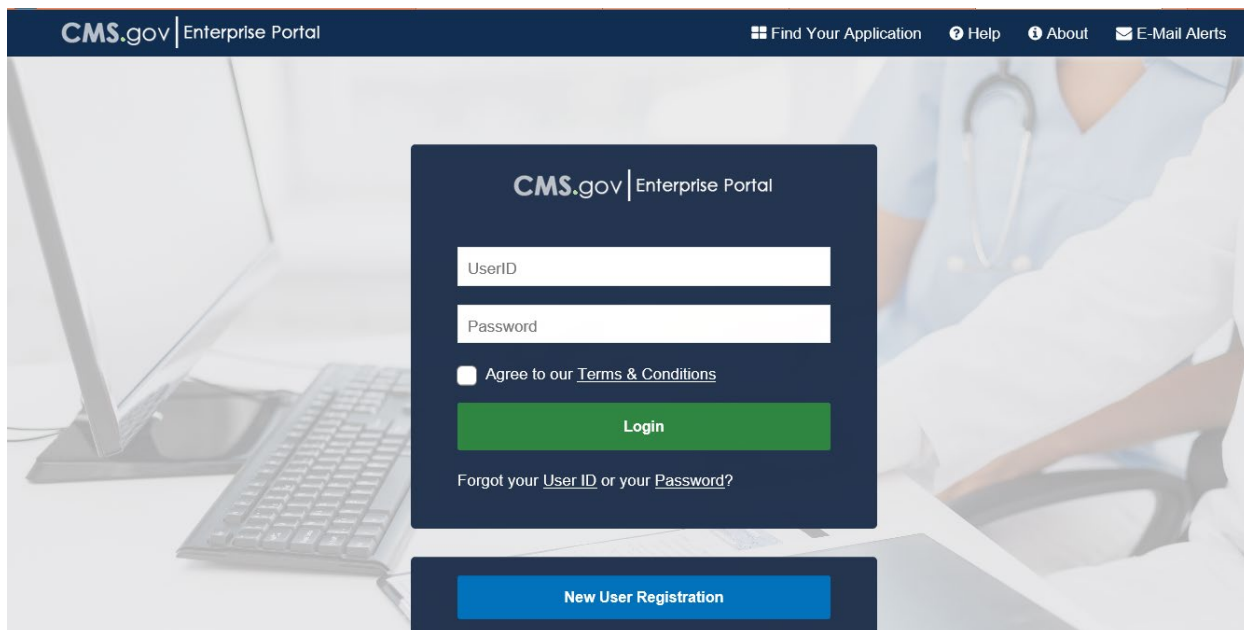 CMS.gov Enterprise Portal Find Your Application Help About E-Mail Alerts
CMS.gov Enterprise Portal
UserID
Password
Agree to our Terms & Conditions
Login
Forgot your User ID or your Password?
New User Registration